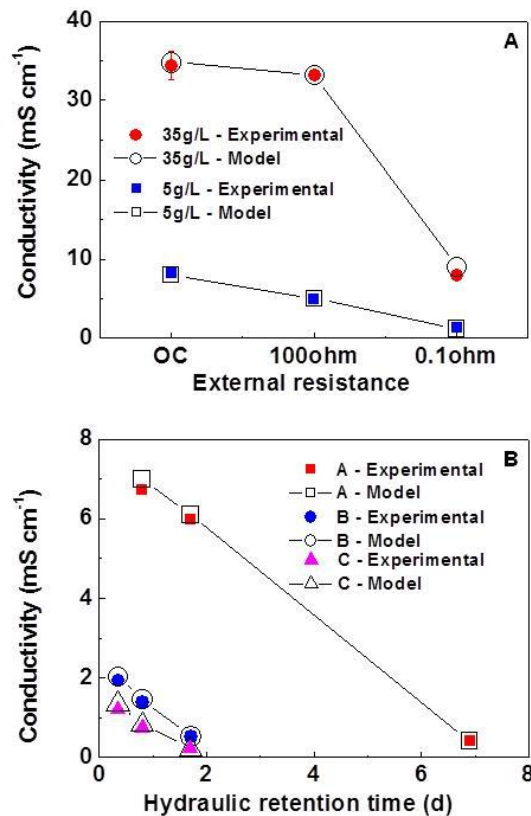 A
Conductivity (mS cm⁻¹)
40
30
20
10
0
35g/L - Experimental
35g/L - Model
5g/L - Experimental
5g/L - Model
OC
100ohm
0.1ohm
External resistance
B
Conductivity (mS cm⁻¹)
8
6
4
2
0
A - Experimental
A - Model
B - Experimental
B - Model
C - Experimental
C - Model
0
2
4
6
8
Hydraulic retention time (d)